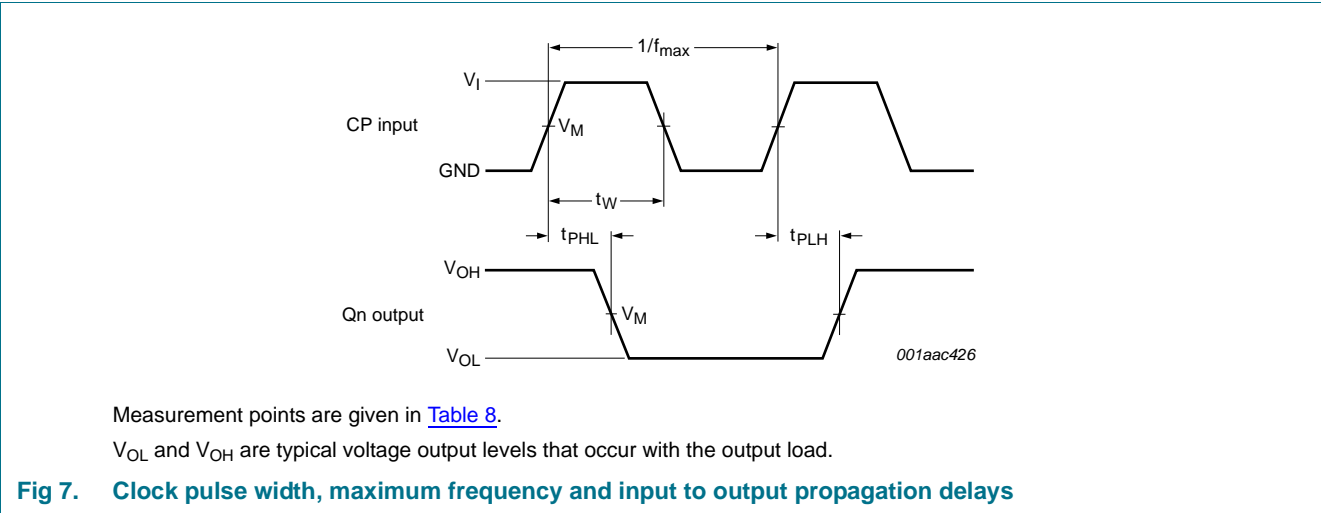 1/fmax
VI
CP input
VM
GND
tW
tPHL
tPLH
VOH
Qn output
VM
VOL
001aac426
Measurement points are given in Table 8.
VOL and VOH are typical voltage output levels that occur with the output load.
Fig 7. Clock pulse width, maximum frequency and input to output propagation delays